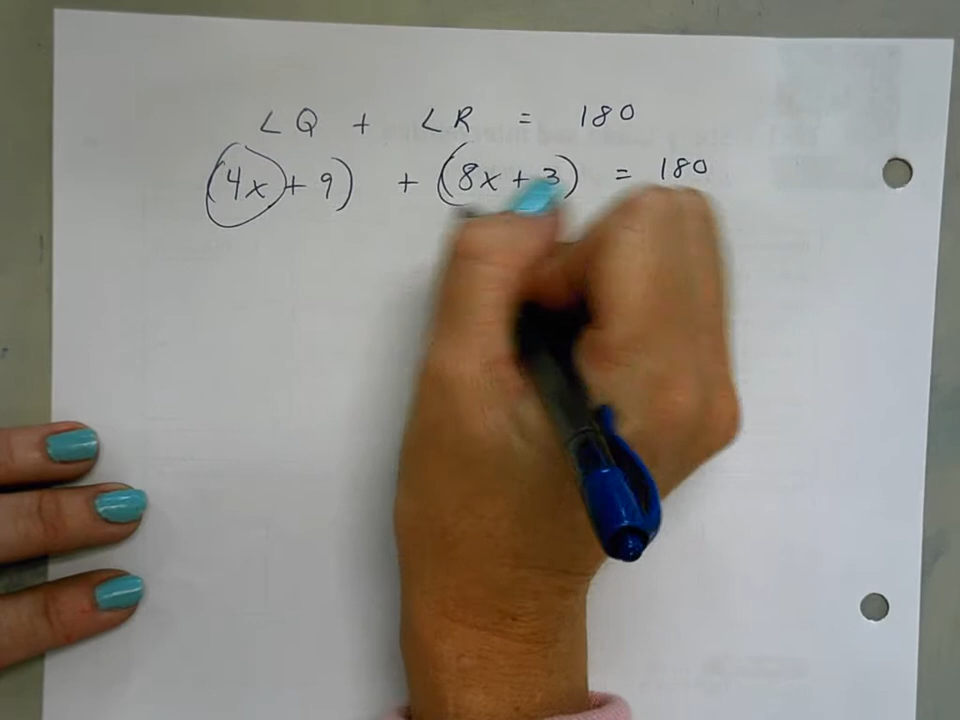 ∠Q + ∠R = 180
(4x + 9) + (8x + 3) = 180